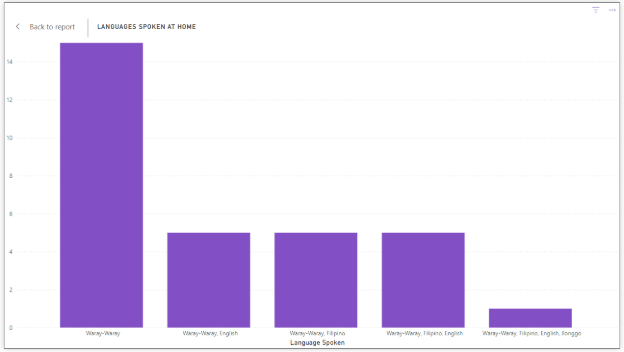 Back to report
LANGUAGES SPOKEN AT HOME
14
12
10
8
6
4
2
0
Waray-Waray
Waray-Waray, English
Waray-Waray, Filipino
Waray-Waray, Filipino, English
Waray-Waray, Filipino, English, Ilonggo
Language Spoken